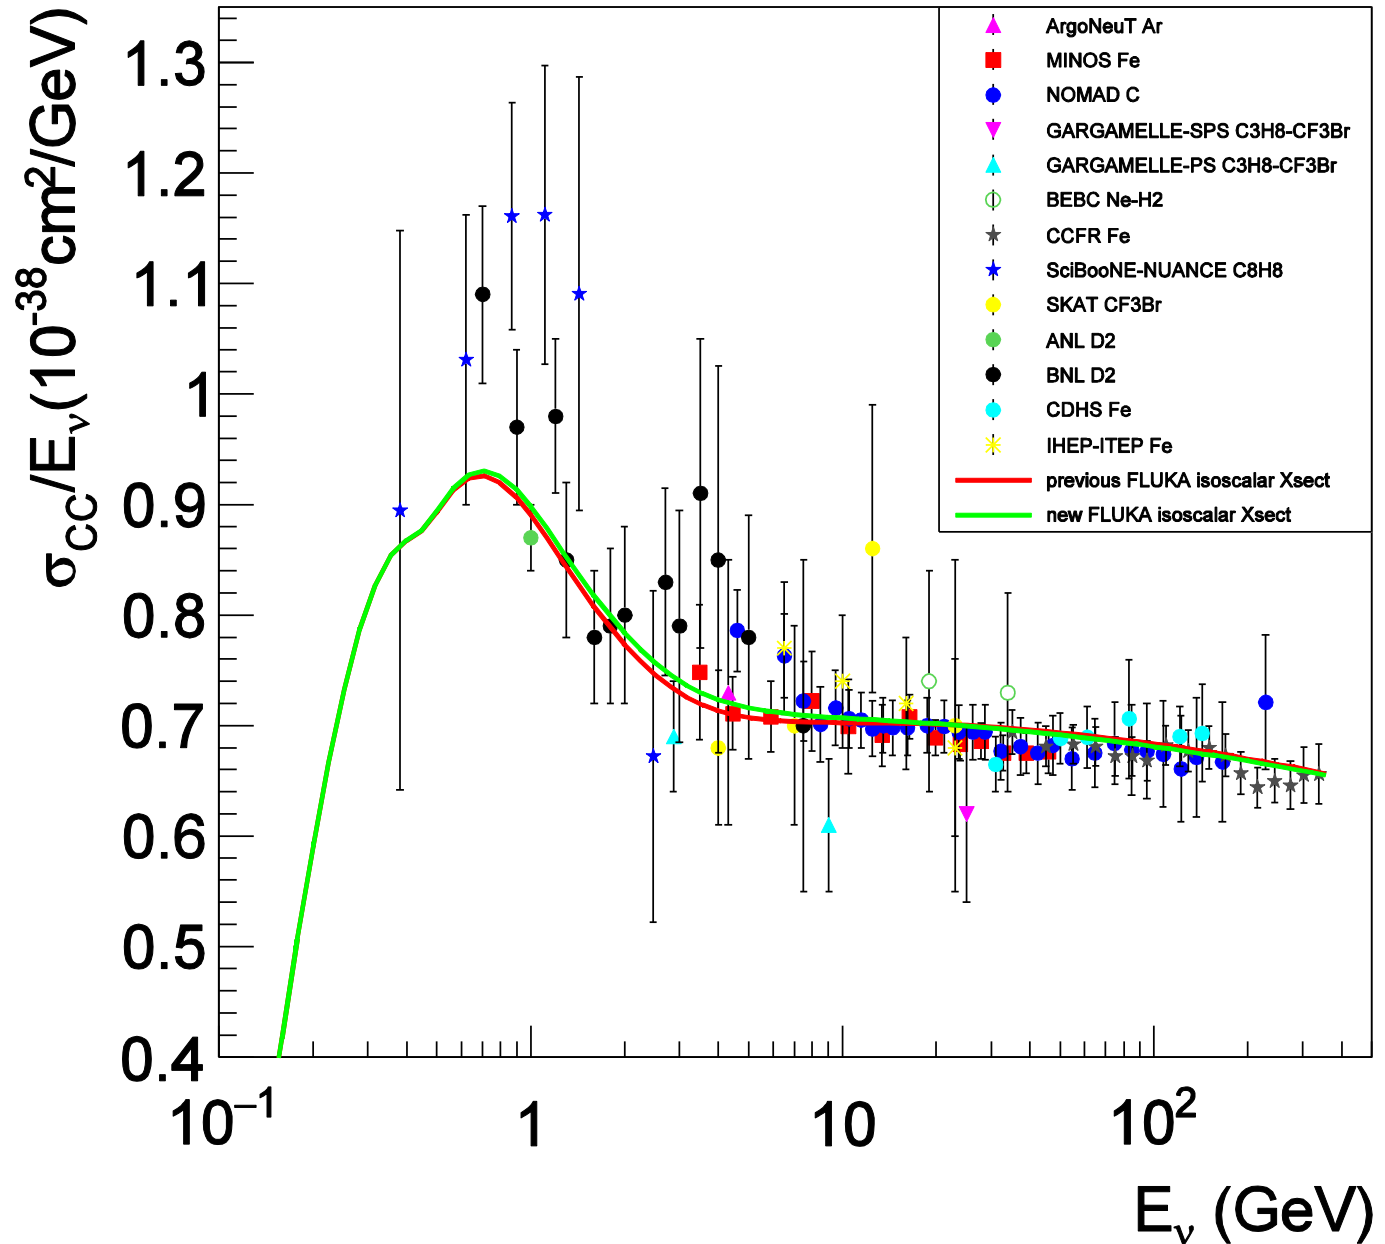 σCC/Eν(10-38cm2/GeV)
1.3
1.2
1.1
1
0.9
0.8
0.7
0.6
0.5
0.4
ArgoNeuT Ar
MINOS Fe
NOMAD C
GARGAMELLE-SPS C3H8-CF3Br
GARGAMELLE-PS C3H8-CF3Br
BEBC Ne-H2
CCFR Fe
SciBooNE-NUANCE C8H8
SKAT CF3Br
ANL D2
BNL D2
CDHS Fe
IHEP-ITEP Fe
previous FLUKA isoscalar Xsect
new FLUKA isoscalar Xsect
10−1 1 10 102
Eν (GeV)